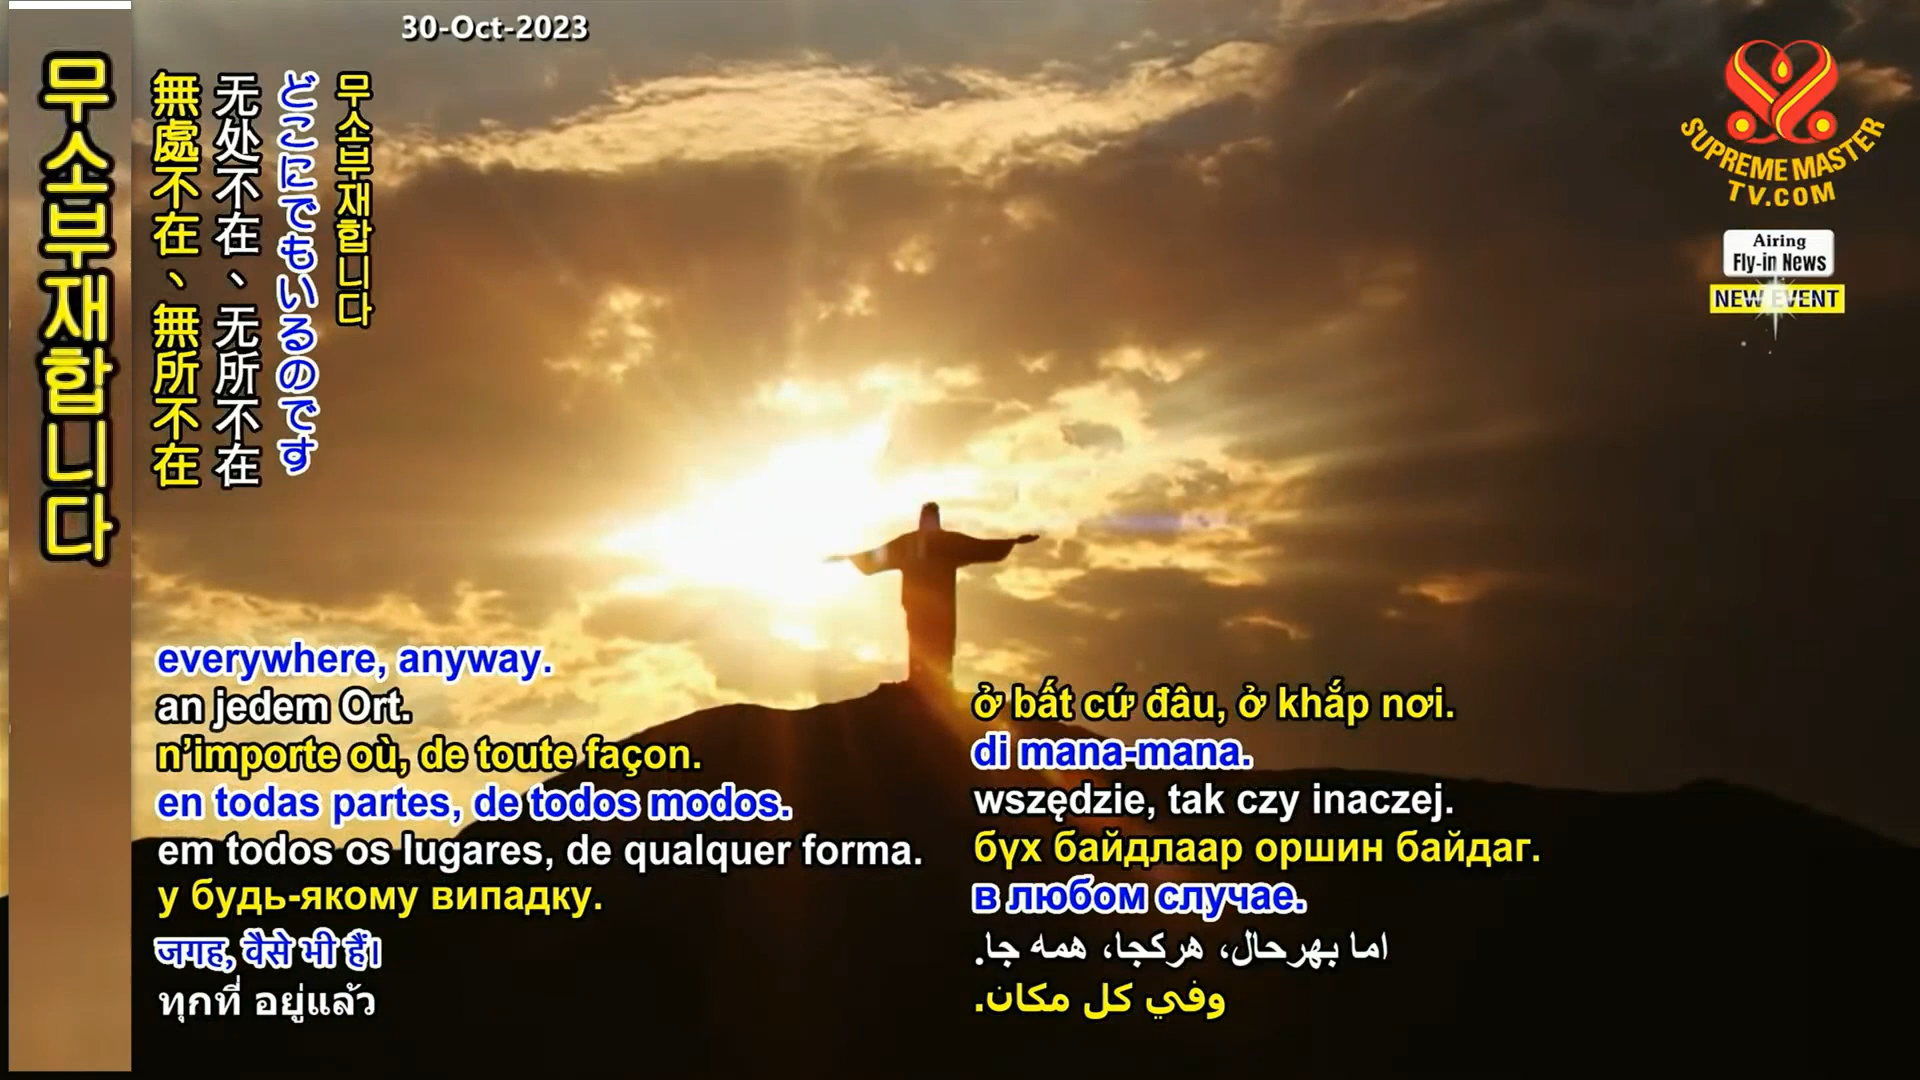 30-Oct-2023
무소부재합니다
無處不在、無所不在
无处不在、无所不在
どこにでもいるのです
무소부재합니다
SUPREME MASTER
TV.COM
Airing
Fly-in News
NEW EVENT
everywhere, anyway.
an jedem Ort.
n’importe où, de toute façon.
en todas partes, de todos modos.
em todos os lugares, de qualquer forma.
у будь-якому випадку.
जगह, वैसे भी हैं।
ทุกที่ อยู่แล้ว
ở bất cứ đâu, ở khắp nơi.
di mana-mana.
wszędzie, tak czy inaczej.
бүх байдлаар оршин байдаг.
в любом случае.
اما بهرحال، هرکجا، همه جا.
وفي كل مكان.